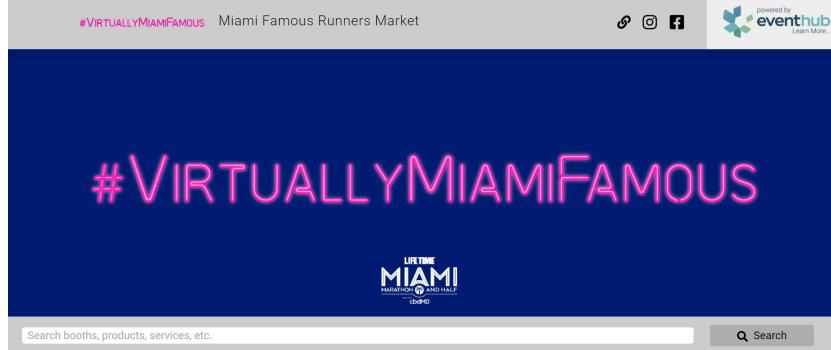 #VIRTUALLYMIAMIFAMOUS Miami Famous Runners Market
powered by
eventhub
Learn More..
#VIRTUALLYMIAMIFAMOUS
LIFE TIME
MIAMI
MARATHON AND HALF
cbdMD
Search booths, products, services, etc.
Search